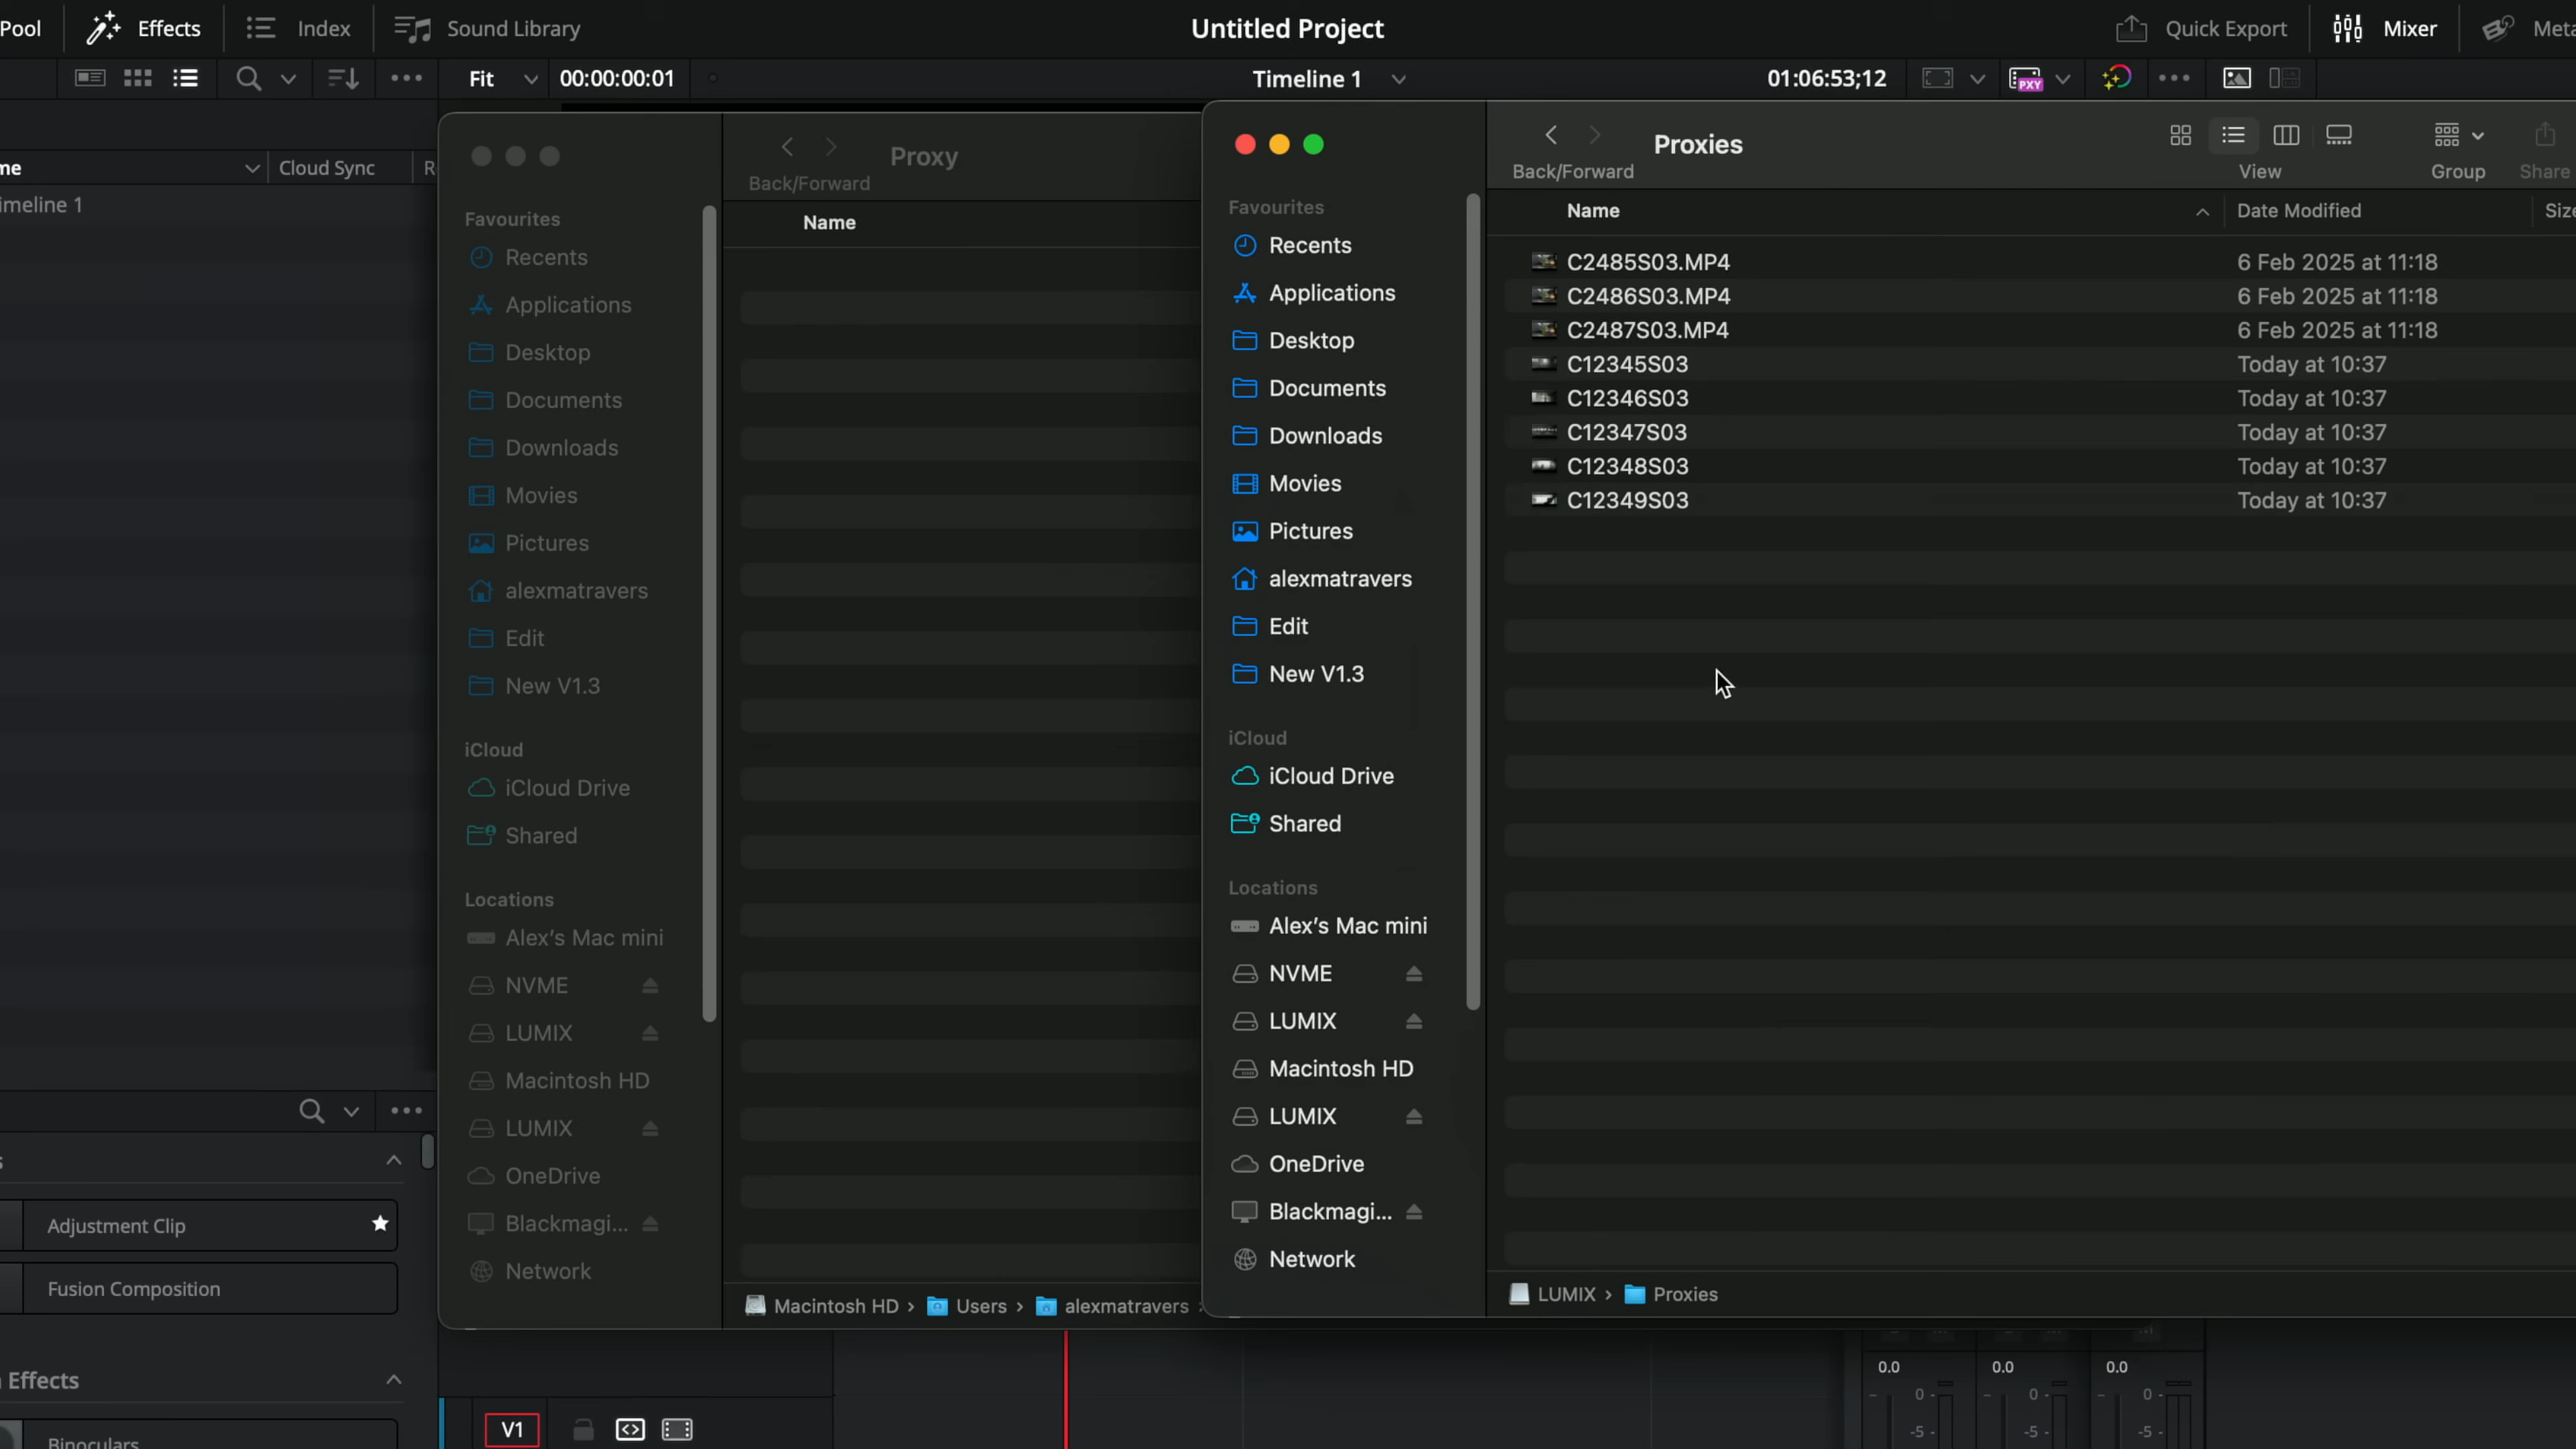 Pool Effects Index Sound Library Untitled Project Quick Export Mixer
Fit 00:00:00:01 Timeline 1 01:06:53;12 PXY
Cloud Sync
Timeline 1
Proxy
Back/Forward
Name
Favourites
Recents
Applications
Desktop
Documents
Downloads
Movies
Pictures
alexmatravers
Edit
New V1.3
iCloud
iCloud Drive
Shared
Locations
Alex's Mac mini
NVME
LUMIX
Macintosh HD
LUMIX
OneDrive
Blackmagi...
Network
Macintosh HD › Users › alexmatravers
Proxies
Back/Forward View Group Share
Name Date Modified
C2485S03.MP4 6 Feb 2025 at 11:18
C2486S03.MP4 6 Feb 2025 at 11:18
C2487S03.MP4 6 Feb 2025 at 11:18
C12345S03 Today at 10:37
C12346S03 Today at 10:37
C12347S03 Today at 10:37
C12348S03 Today at 10:37
C12349S03 Today at 10:37
Favourites
Recents
Applications
Desktop
Documents
Downloads
Movies
Pictures
alexmatravers
Edit
New V1.3
iCloud
iCloud Drive
Shared
Locations
Alex's Mac mini
NVME
LUMIX
Macintosh HD
LUMIX
OneDrive
Blackmagi...
Network
LUMIX › Proxies
Adjustment Clip
Fusion Composition
Effects
Binoculars
V1
0.0 0.0 0.0
0 0 0
-5 -5 -5